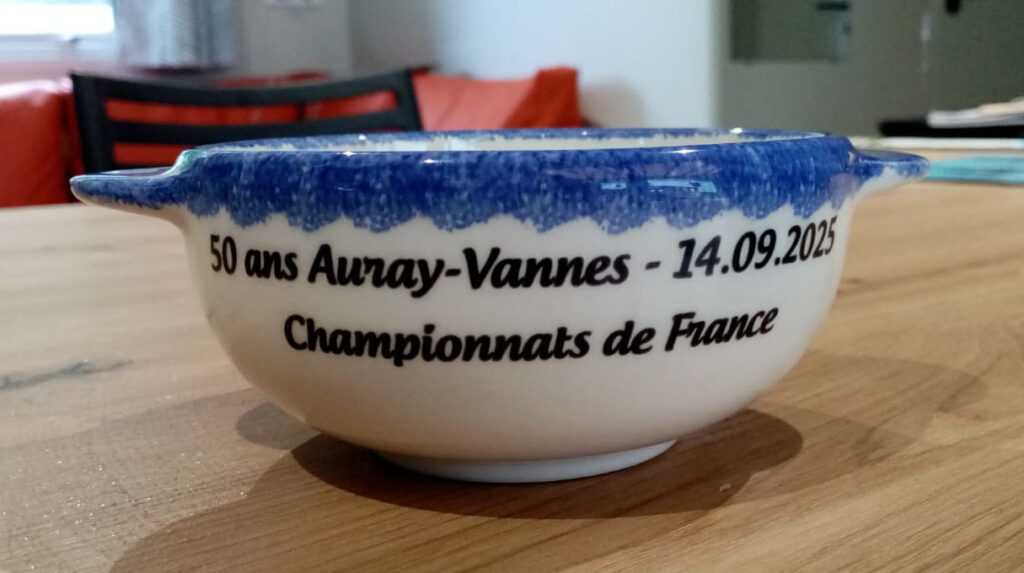 50 ans Auray-Vannes - 14.09.2025
Championnats de France